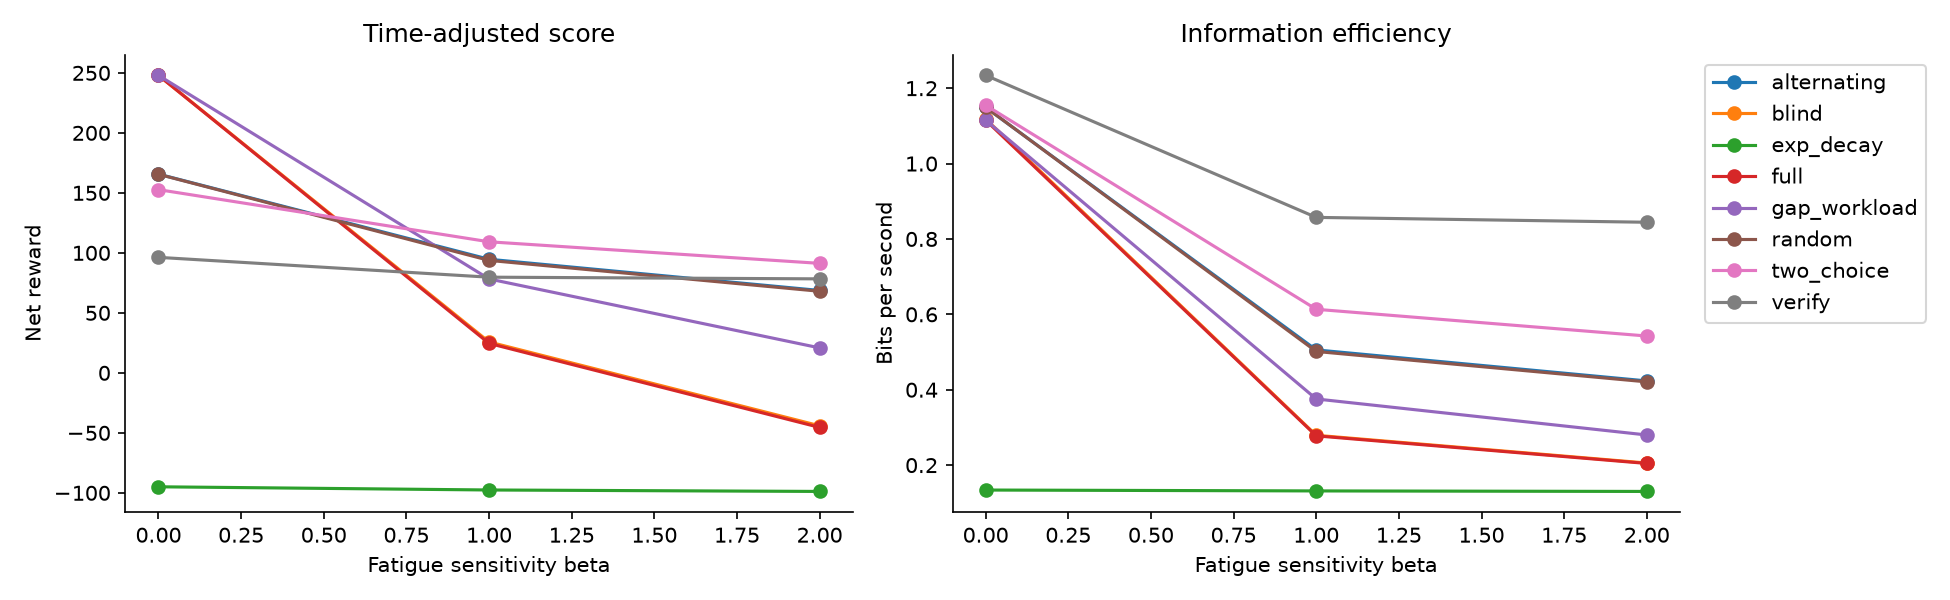 Time-adjusted score
Net reward
250
200
150
100
50
0
−50
−100
0.00 0.25 0.50 0.75 1.00 1.25 1.50 1.75 2.00
Fatigue sensitivity beta
Information efficiency
Bits per second
1.2
1.0
0.8
0.6
0.4
0.2
0.00 0.25 0.50 0.75 1.00 1.25 1.50 1.75 2.00
Fatigue sensitivity beta
alternating
blind
exp_decay
full
gap_workload
random
two_choice
verify